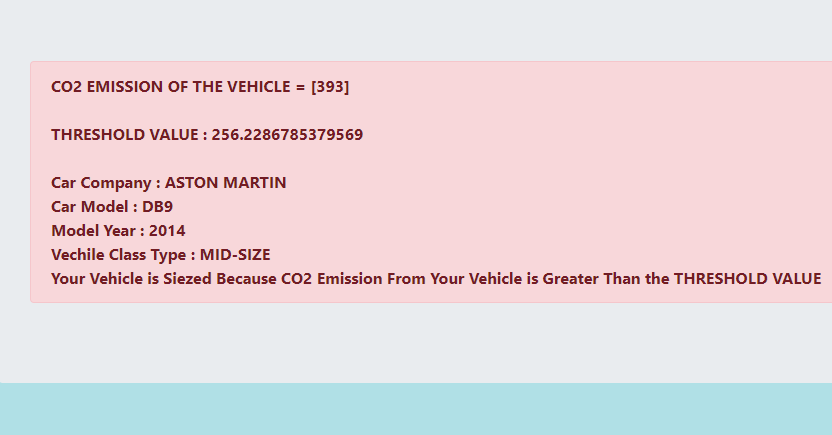 CO2 EMISSION OF THE VEHICLE = [393]
THRESHOLD VALUE : 256.2286785379569
Car Company : ASTON MARTIN
Car Model : DB9
Model Year : 2014
Vechile Class Type : MID-SIZE
Your Vehicle is Siezed Because CO2 Emission From Your Vehicle is Greater Than the THRESHOLD VALUE